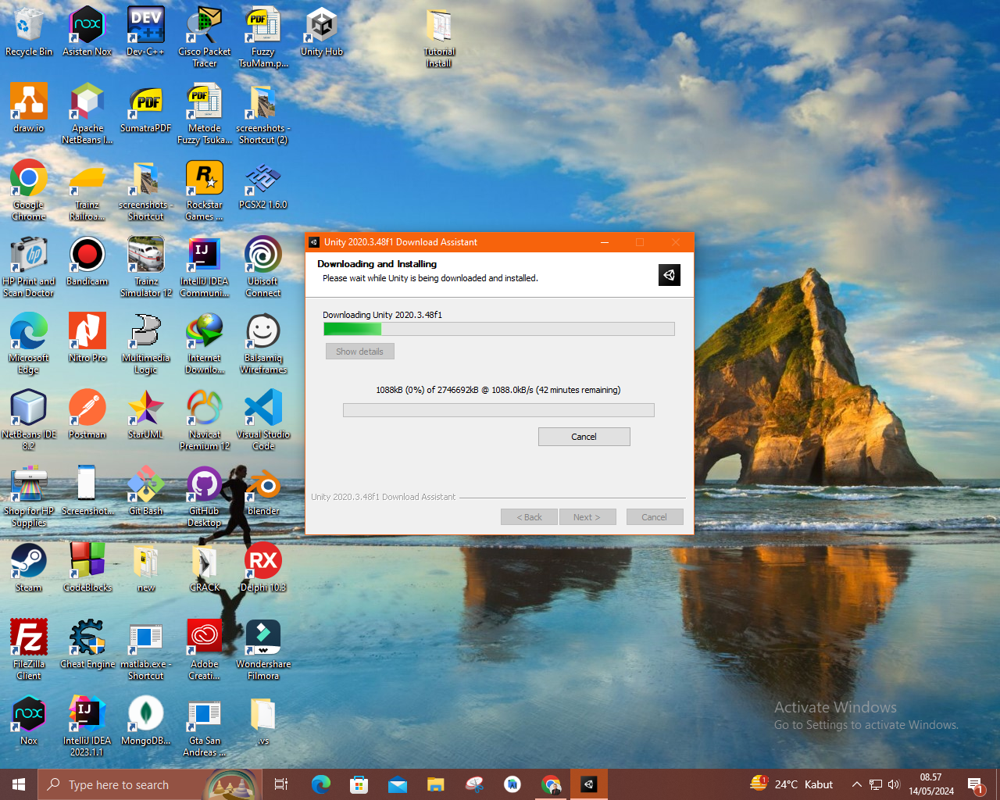 Recycle Bin
Asisten Nox
Dev-C++
Cisco Packet
Tracer
Fuzzy
TsuMam.p...
Unity Hub
Tutorial
Install
draw.io
Apache
NetBeans I...
SumatraPDF
Metode
Fuzzy Tsuka...
screenshots -
Shortcut (2)
Google
Chrome
Trainz
Railroa...
screenshots -
Shortcut
Rockstar
Games ...
PCSX2 1.6.0
HP Print and
Scan Doctor
Bandicam
Trainz
Simulator 12
IntelliJ IDEA
Communi...
Ubisoft
Connect
Microsoft
Edge
Nitro Pro
Multimedia
Logic
Internet
Downlo...
Balsamiq
Wireframes
NetBeans IDE
8.2
Postman
StarUML
Navicat
Premium 12
Visual Studio
Code
Shop for HP
Supplies
Screenshot...
Git Bash
GitHub
Desktop
blender
Steam
CodeBlocks
new
CRACK
Delphi 10.3
FileZilla
Client
Cheat Engine
matlab.exe -
Shortcut
Adobe
Creati...
Wondershare
Filmora
Nox
IntelliJ IDEA
2023.1.1
MongoDB...
Gta San
Andreas ...
.vs
Unity 2020.3.48f1 Download Assistant
Downloading and Installing
Please wait while Unity is being downloaded and installed.
Downloading Unity 2020.3.48f1
Show details
1088kB (0%) of 2746692kB @ 1088.0kB/s (42 minutes remaining)
Cancel
Unity 2020.3.48f1 Download Assistant
< Back
Next >
Cancel
Activate Windows
Go to Settings to activate Windows.
Type here to search
24°C Kabut
08.57
14/05/2024